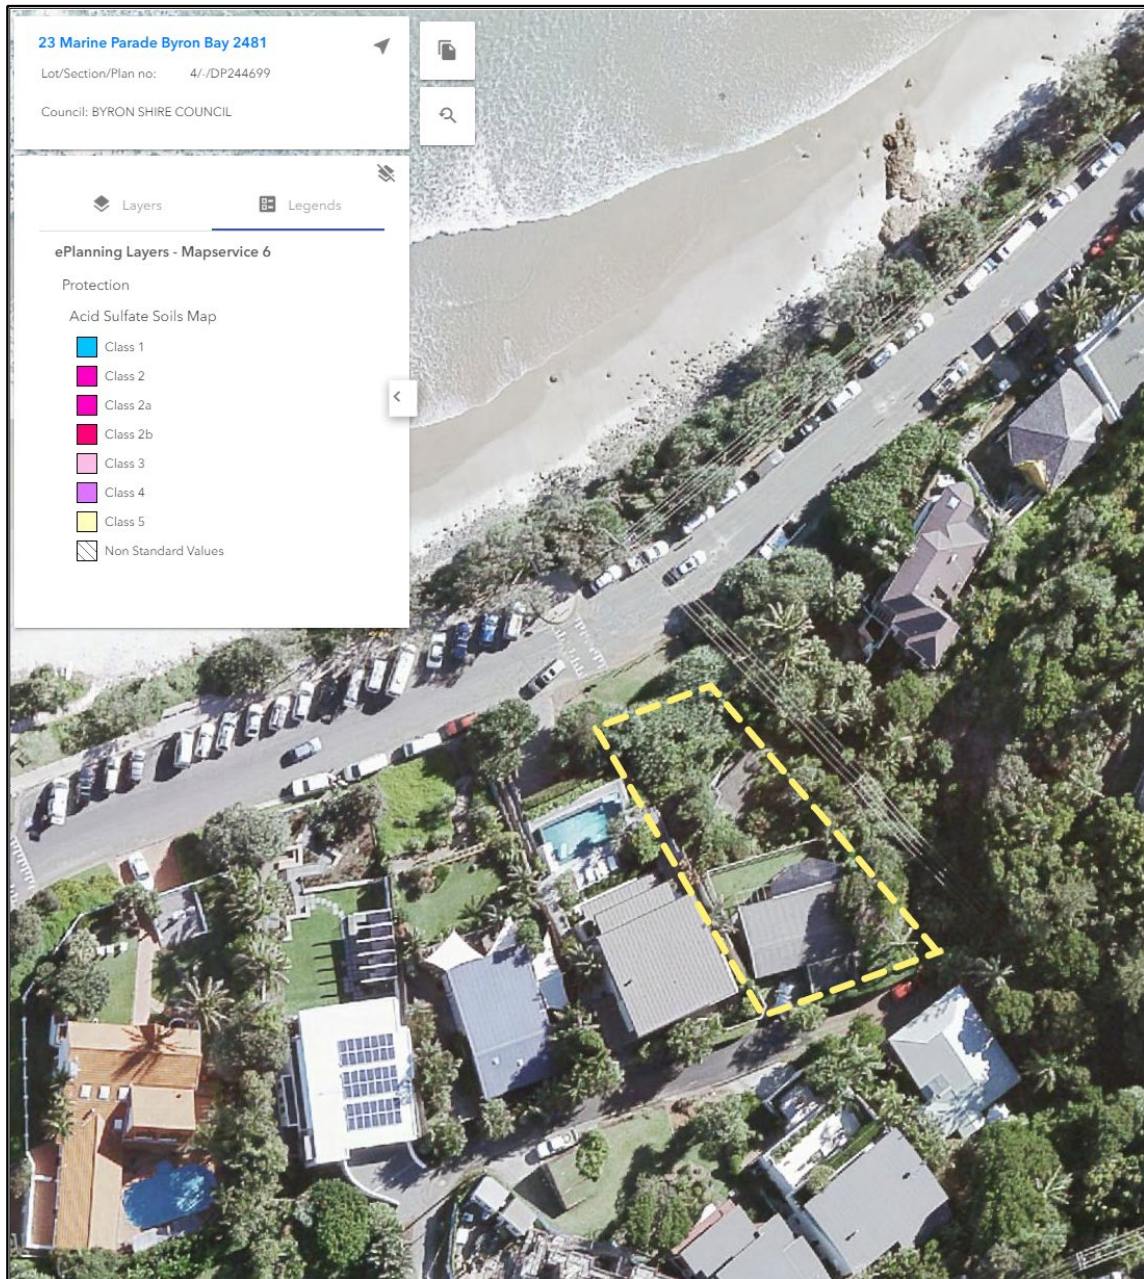 23 Marine Parade Byron Bay 2481
Lot/Section/Plan no: 4/-/DP244699
Council: BYRON SHIRE COUNCIL
Layers
Legends
ePlanning Layers - Mapservice 6
Protection
Acid Sulfate Soils Map
Class 1
Class 2
Class 2a
Class 2b
Class 3
Class 4
Class 5
Non Standard Values